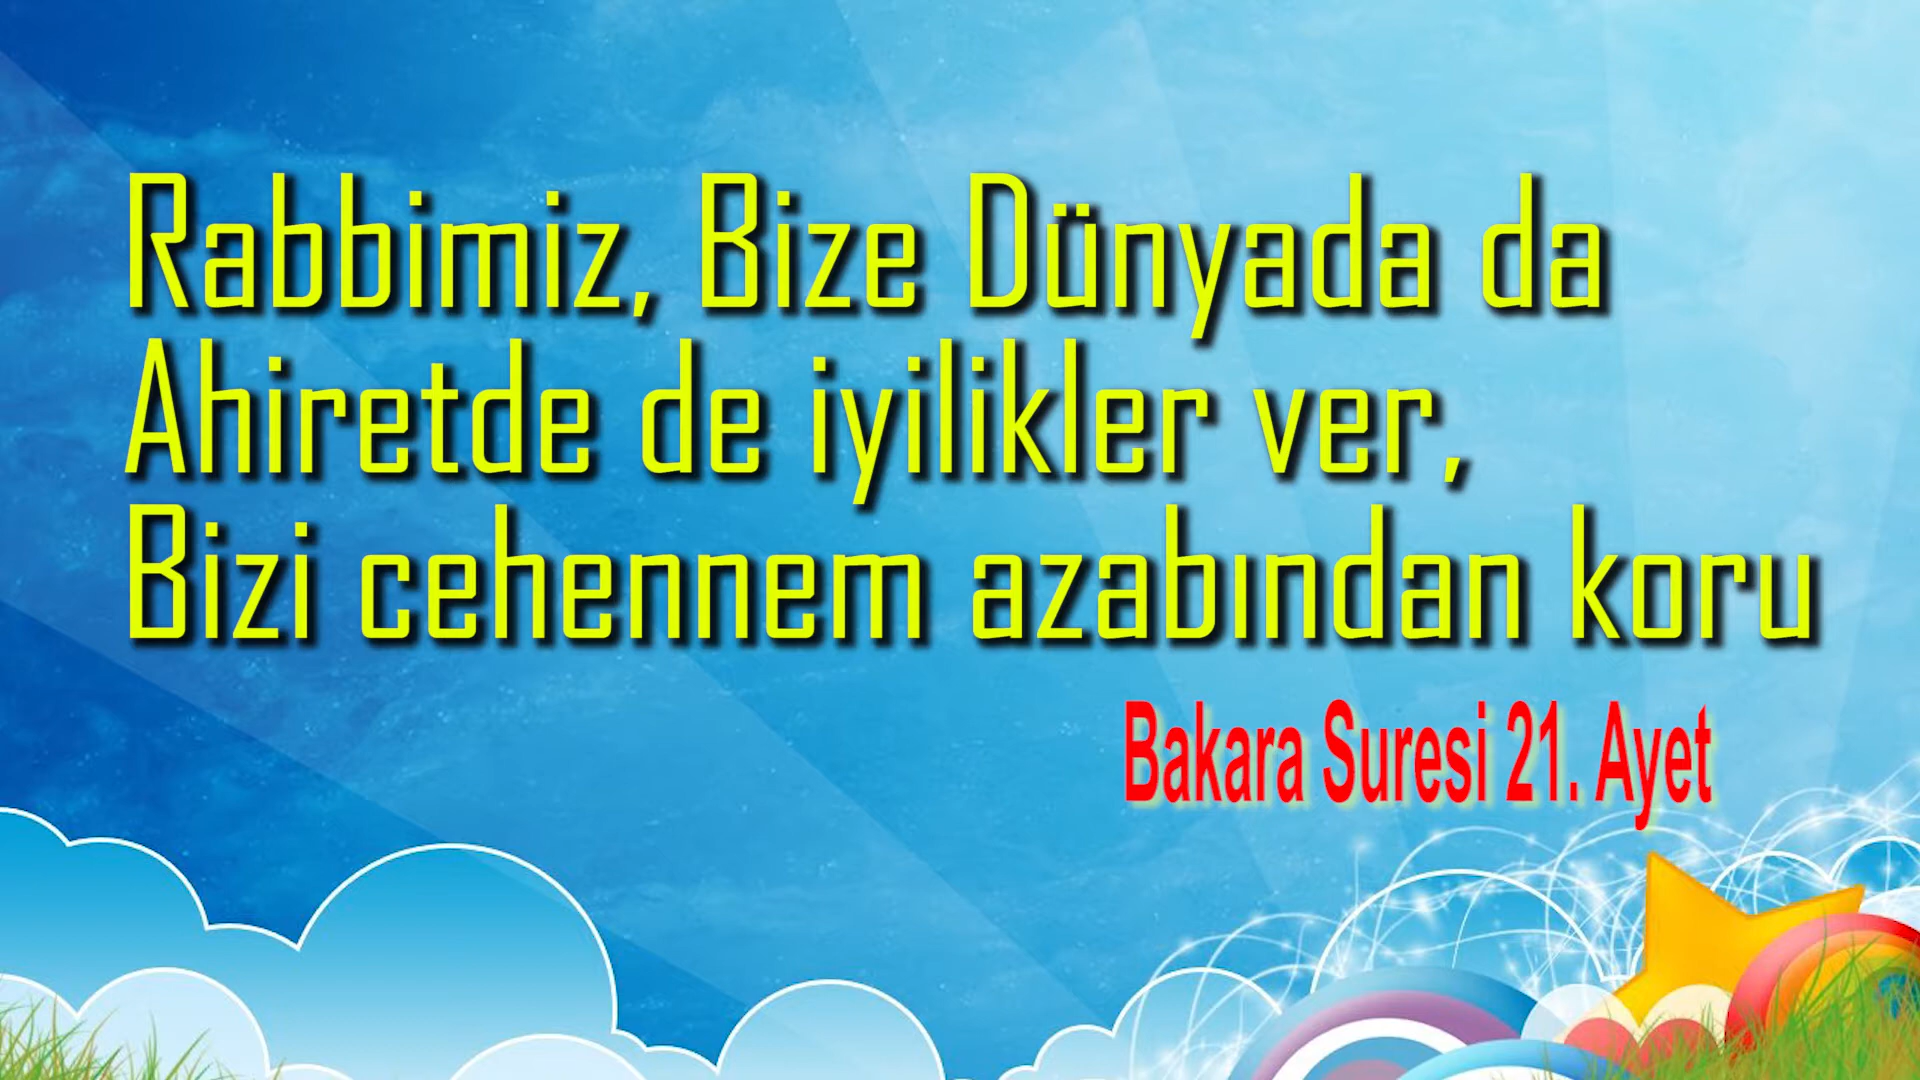 Rabbimiz, Bize Dünyada da
Ahiretde de iyilikler ver,
Bizi cehennem azabından koru
Bakara Suresi 21. Ayet